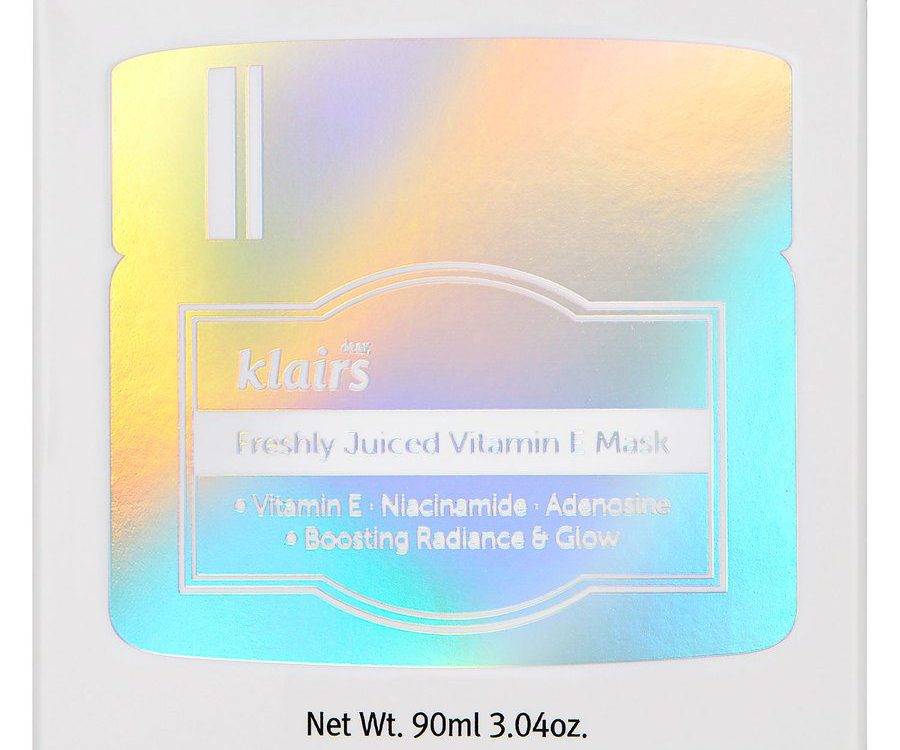 dear,
klairs
Freshly Juiced Vitamin E Mask
• Vitamin E · Niacinamide · Adenosine
• Boosting Radiance & Glow
Net Wt. 90ml 3.04oz.